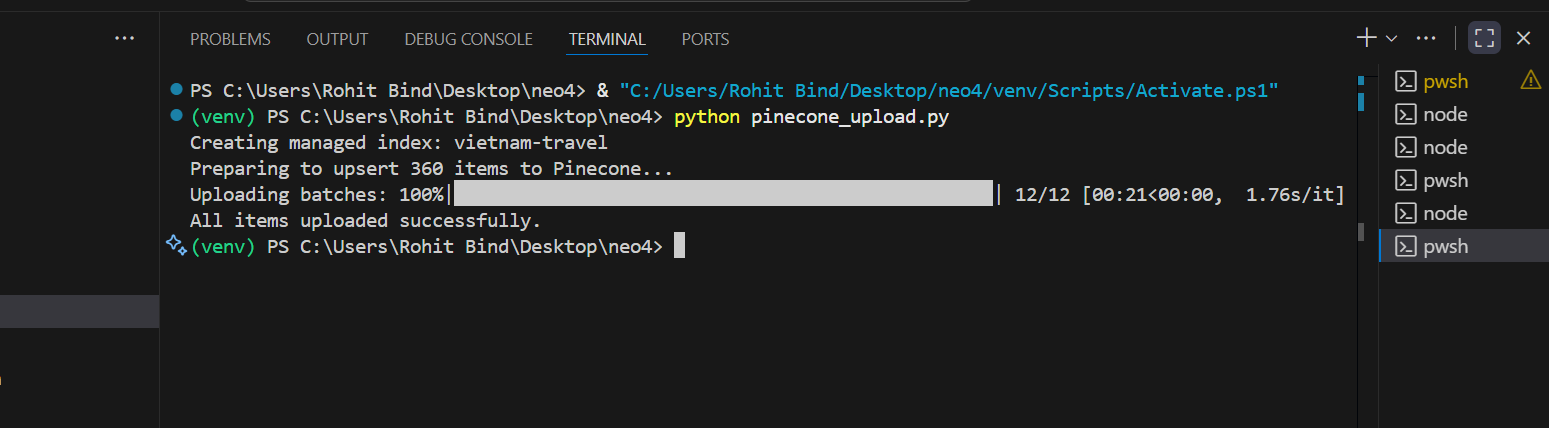 PROBLEMS OUTPUT DEBUG CONSOLE TERMINAL PORTS
PS C:\Users\Rohit Bind\Desktop\neo4> & "C:/Users/Rohit Bind/Desktop/neo4/venv/Scripts/Activate.ps1"
(venv) PS C:\Users\Rohit Bind\Desktop\neo4> python pinecone_upload.py
Creating managed index: vietnam-travel
Preparing to upsert 360 items to Pinecone...
Uploading batches: 100%| | 12/12 [00:21<00:00, 1.76s/it]
All items uploaded successfully.
(venv) PS C:\Users\Rohit Bind\Desktop\neo4>
pwsh
node
node
pwsh
node
pwsh